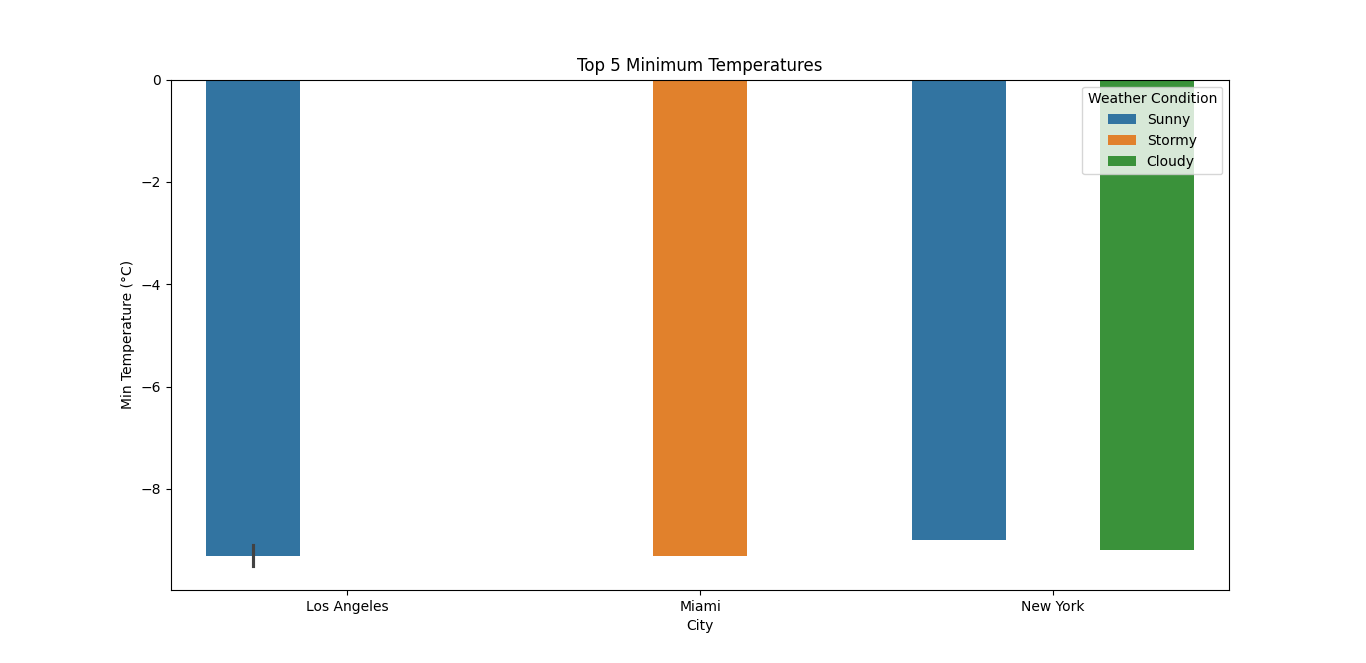 Top 5 Minimum Temperatures
0
−2
−4
−6
−8
Min Temperature (°C)
Weather Condition
Sunny
Stormy
Cloudy
Los Angeles
Miami
New York
City